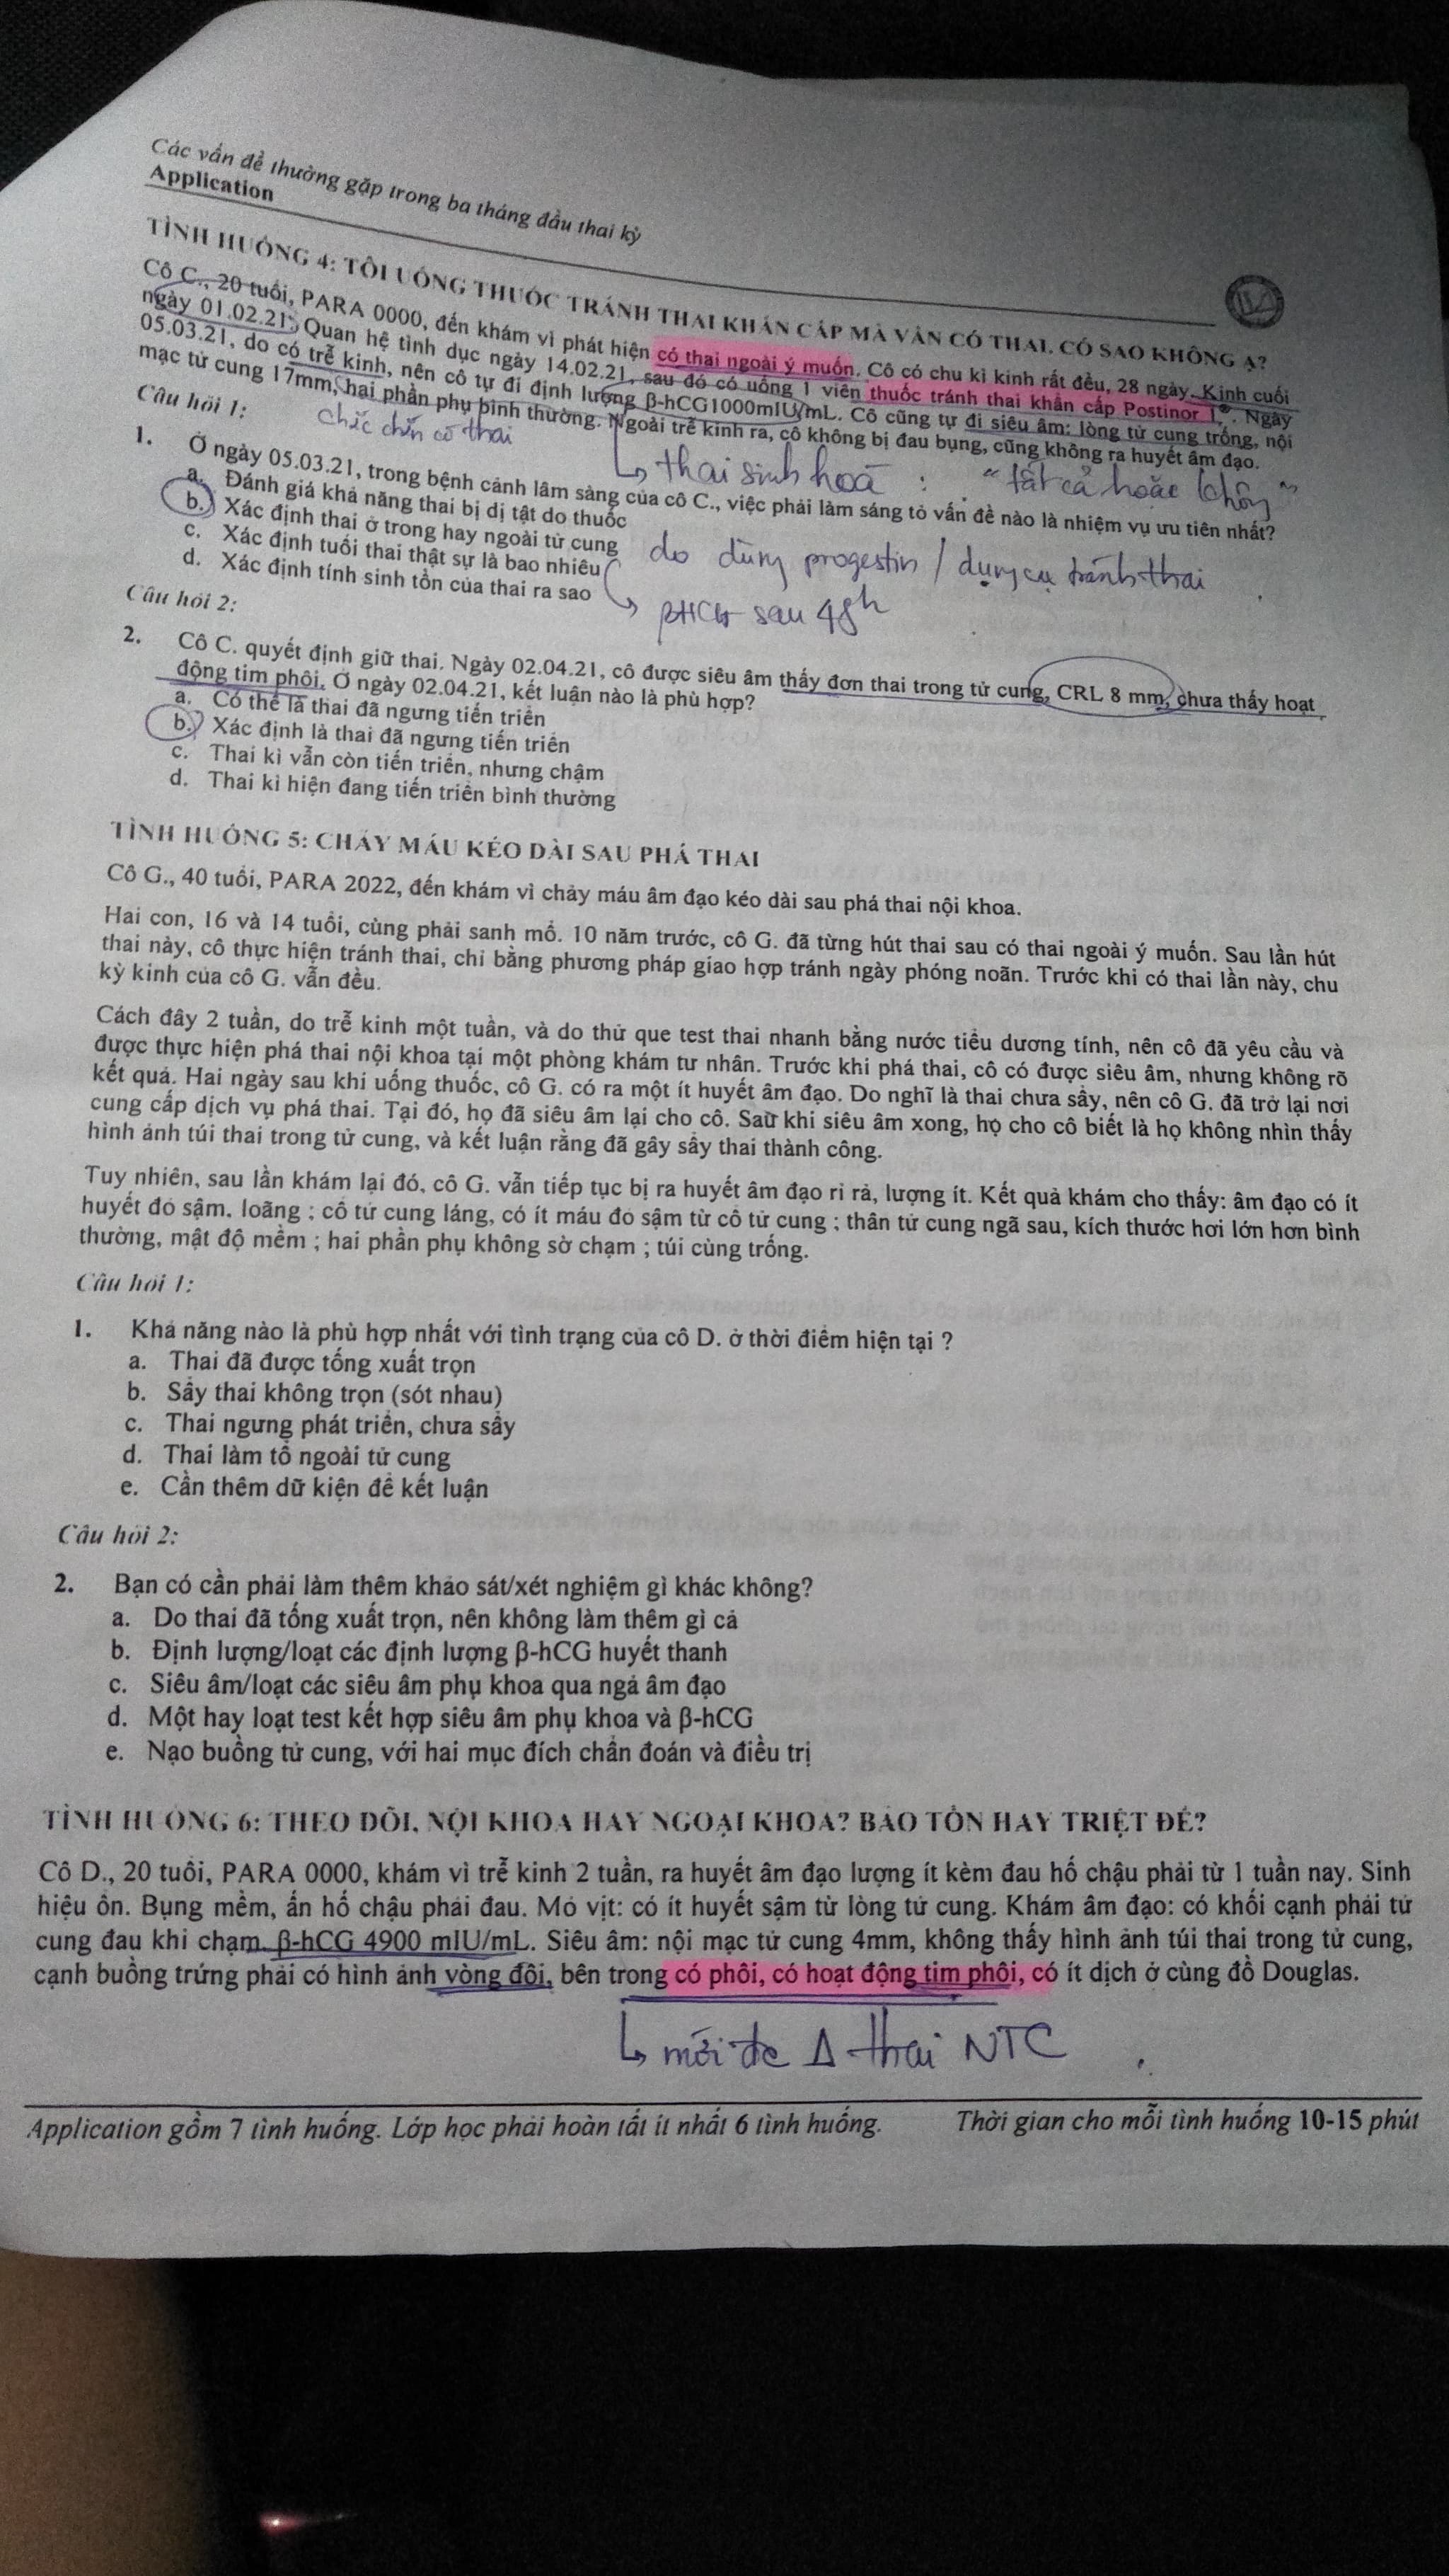 Các vấn đề thường gặp trong ba tháng đầu thai kỳ
Application
TÌNH HUỐNG 4: TÔI UỐNG THUỐC TRÁNH THAI KHẨN CẤP MÀ VẪN CÓ THAI. CÓ SAO KHÔNG Ạ?
Cô C., 20 tuổi, PARA 0000, đến khám vì phát hiện có thai ngoài ý muốn. Cô có chu kì kinh rất đều, 28 ngày. Kinh cuối
ngày 01.02.21. Quan hệ tình dục ngày 14.02.21, sau đó có uống 1 viên thuốc tránh thai khẩn cấp Postinor 1®. Ngày
05.03.21, do có trễ kinh, nên cô tự đi định lượng β-hCG1000mIU/mL. Cô cũng tự đi siêu âm: lòng tử cung trống, nội
mạc tử cung 17mm, hai phần phụ bình thường. Ngoài trễ kinh ra, cô không bị đau bụng, cũng không ra huyết âm đạo.
chắc chắn có thai
↳ thai sinh hoá : "tất cả hoặc không"
Câu hỏi 1:
1. Ở ngày 05.03.21, trong bệnh cảnh lâm sàng của cô C., việc phải làm sáng tỏ vấn đề nào là nhiệm vụ ưu tiên nhất?
a. Đánh giá khả năng thai bị dị tật do thuốc
b. Xác định thai ở trong hay ngoài tử cung
do dùng progestin / dụng cụ tránh thai
c. Xác định tuổi thai thật sự là bao nhiêu
d. Xác định tính sinh tồn của thai ra sao
↳ βHCG sau 48h
Câu hỏi 2:
2. Cô C. quyết định giữ thai. Ngày 02.04.21, cô được siêu âm thấy đơn thai trong tử cung, CRL 8 mm, chưa thấy hoạt
động tim phôi. Ở ngày 02.04.21, kết luận nào là phù hợp?
a. Có thể là thai đã ngưng tiến triển
b. Xác định là thai đã ngưng tiến triển
c. Thai kì vẫn còn tiến triển, nhưng chậm
d. Thai kì hiện đang tiến triển bình thường
TÌNH HUỐNG 5: CHẢY MÁU KÉO DÀI SAU PHÁ THAI
Cô G., 40 tuổi, PARA 2022, đến khám vì chảy máu âm đạo kéo dài sau phá thai nội khoa.
Hai con, 16 và 14 tuổi, cùng phải sanh mổ. 10 năm trước, cô G. đã từng hút thai sau có thai ngoài ý muốn. Sau lần hút
thai này, cô thực hiện tránh thai, chỉ bằng phương pháp giao hợp tránh ngày phóng noãn. Trước khi có thai lần này, chu
kỳ kinh của cô G. vẫn đều.
Cách đây 2 tuần, do trễ kinh một tuần, và do thử que test thai nhanh bằng nước tiểu dương tính, nên cô đã yêu cầu và
được thực hiện phá thai nội khoa tại một phòng khám tư nhân. Trước khi phá thai, cô có được siêu âm, nhưng không rõ
kết quả. Hai ngày sau khi uống thuốc, cô G. có ra một ít huyết âm đạo. Do nghĩ là thai chưa sẩy, nên cô G. đã trở lại nơi
cung cấp dịch vụ phá thai. Tại đó, họ đã siêu âm lại cho cô. Saư khi siêu âm xong, họ cho cô biết là họ không nhìn thấy
hình ảnh túi thai trong tử cung, và kết luận rằng đã gây sẩy thai thành công.
Tuy nhiên, sau lần khám lại đó, cô G. vẫn tiếp tục bị ra huyết âm đạo rỉ rả, lượng ít. Kết quả khám cho thấy: âm đạo có ít
huyết đỏ sậm, loãng ; cổ tử cung láng, có ít máu đỏ sậm từ cổ tử cung ; thân tử cung ngã sau, kích thước hơi lớn hơn bình
thường, mật độ mềm ; hai phần phụ không sờ chạm ; túi cùng trống.
Câu hỏi 1:
1. Khả năng nào là phù hợp nhất với tình trạng của cô D. ở thời điểm hiện tại ?
a. Thai đã được tống xuất trọn
b. Sẩy thai không trọn (sót nhau)
c. Thai ngưng phát triển, chưa sẩy
d. Thai làm tổ ngoài tử cung
e. Cần thêm dữ kiện để kết luận
Câu hỏi 2:
2. Bạn có cần phải làm thêm khảo sát/xét nghiệm gì khác không?
a. Do thai đã tống xuất trọn, nên không làm thêm gì cả
b. Định lượng/loạt các định lượng β-hCG huyết thanh
c. Siêu âm/loạt các siêu âm phụ khoa qua ngả âm đạo
d. Một hay loạt test kết hợp siêu âm phụ khoa và β-hCG
e. Nạo buồng tử cung, với hai mục đích chẩn đoán và điều trị
TÌNH HUỐNG 6: THEO DÕI, NỘI KHOA HAY NGOẠI KHOA? BẢO TỒN HAY TRIỆT ĐỂ?
Cô D., 20 tuổi, PARA 0000, khám vì trễ kinh 2 tuần, ra huyết âm đạo lượng ít kèm đau hố chậu phải từ 1 tuần nay. Sinh
hiệu ổn. Bụng mềm, ấn hố chậu phải đau. Mỏ vịt: có ít huyết sậm từ lòng tử cung. Khám âm đạo: có khối cạnh phải tử
cung đau khi chạm. β-hCG 4900 mIU/mL. Siêu âm: nội mạc tử cung 4mm, không thấy hình ảnh túi thai trong tử cung,
cạnh buồng trứng phải có hình ảnh vòng đôi, bên trong có phôi, có hoạt động tim phôi, có ít dịch ở cùng đồ Douglas.
↳ mới đc Δ thai NTC
Application gồm 7 tình huống. Lớp học phải hoàn tất ít nhất 6 tình huống. Thời gian cho mỗi tình huống 10-15 phút